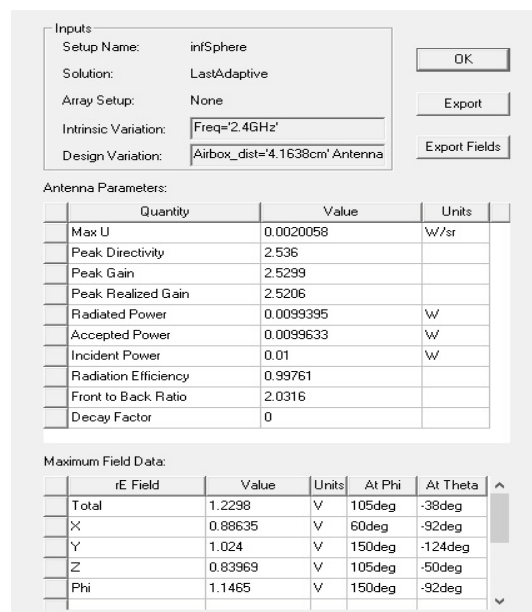 Inputs
Setup Name: infSphere
OK
Solution: LastAdaptive
Array Setup: None
Export
Intrinsic Variation: Freq='2.4GHz'
Design Variation: Airbox_dist='4.1638cm' Antenna
Export Fields
Antenna Parameters:
Quantity Value Units
Max U 0.0020058 W/sr
Peak Directivity 2.536
Peak Gain 2.5299
Peak Realized Gain 2.5206
Radiated Power 0.0099395 W
Accepted Power 0.0099633 W
Incident Power 0.01 W
Radiation Efficiency 0.99761
Front to Back Ratio 2.0316
Decay Factor 0
Maximum Field Data:
rE Field Value Units At Phi At Theta
Total 1.2298 V 105deg -38deg
X 0.88635 V 60deg -92deg
Y 1.024 V 150deg -124deg
Z 0.83969 V 105deg -50deg
Phi 1.1465 V 150deg -92deg